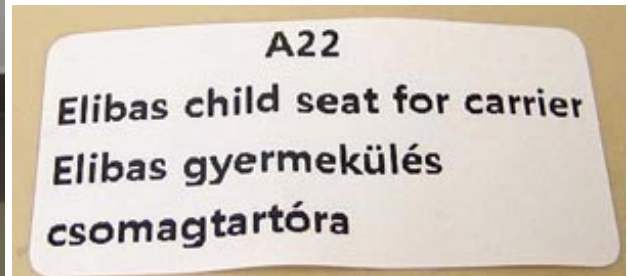 A22
Elibas child seat for carrier
Elibas gyermekülés
csomagtartóra